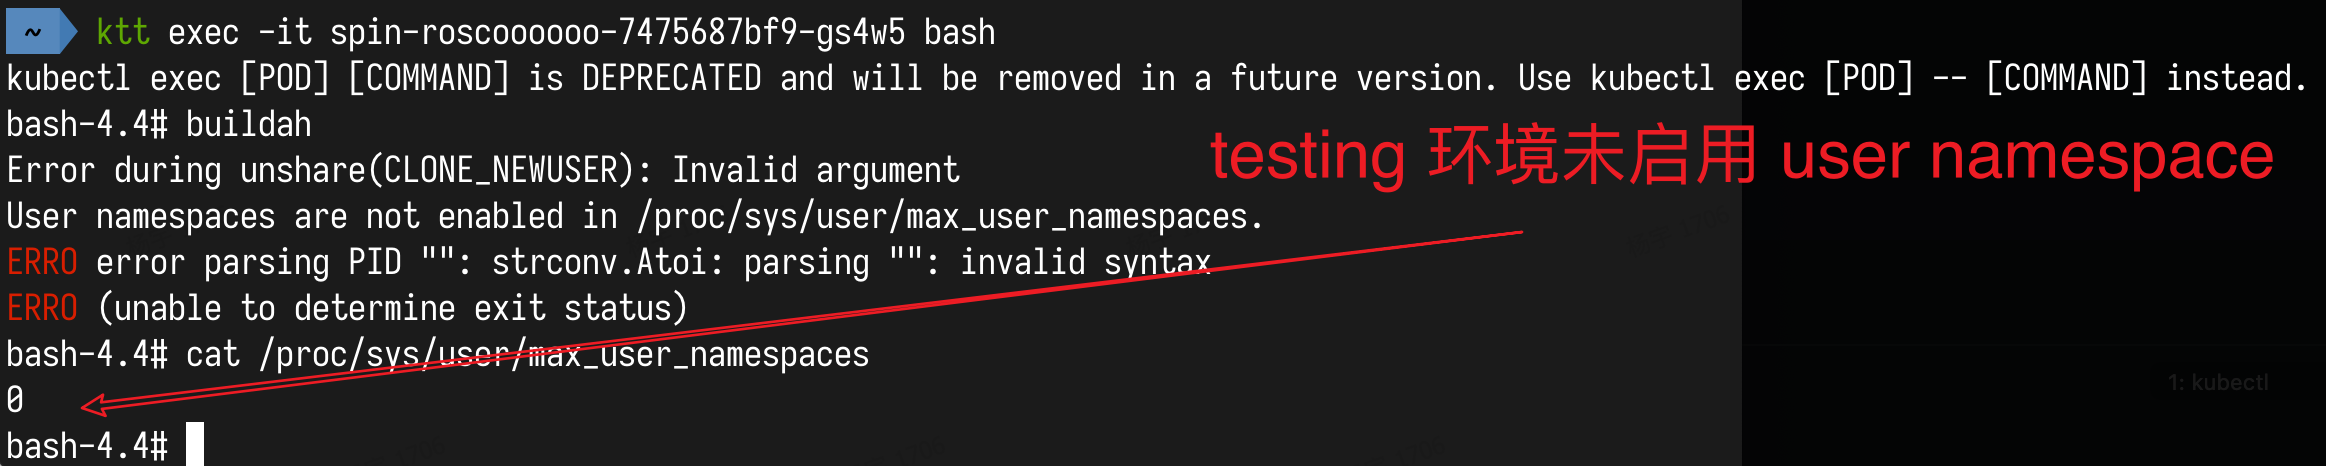 ~ ktt exec -it spin-roscoooooo-7475687bf9-gs4w5 bash
kubectl exec [POD] [COMMAND] is DEPRECATED and will be removed in a future version. Use kubectl exec [POD] -- [COMMAND] instead.
bash-4.4# buildah
Error during unshare(CLONE_NEWUSER): Invalid argument
testing 环境未启用 user namespace
User namespaces are not enabled in /proc/sys/user/max_user_namespaces.
ERRO error parsing PID "": strconv.Atoi: parsing "": invalid syntax
ERRO (unable to determine exit status)
bash-4.4# cat /proc/sys/user/max_user_namespaces
1: kubectl
0
bash-4.4#